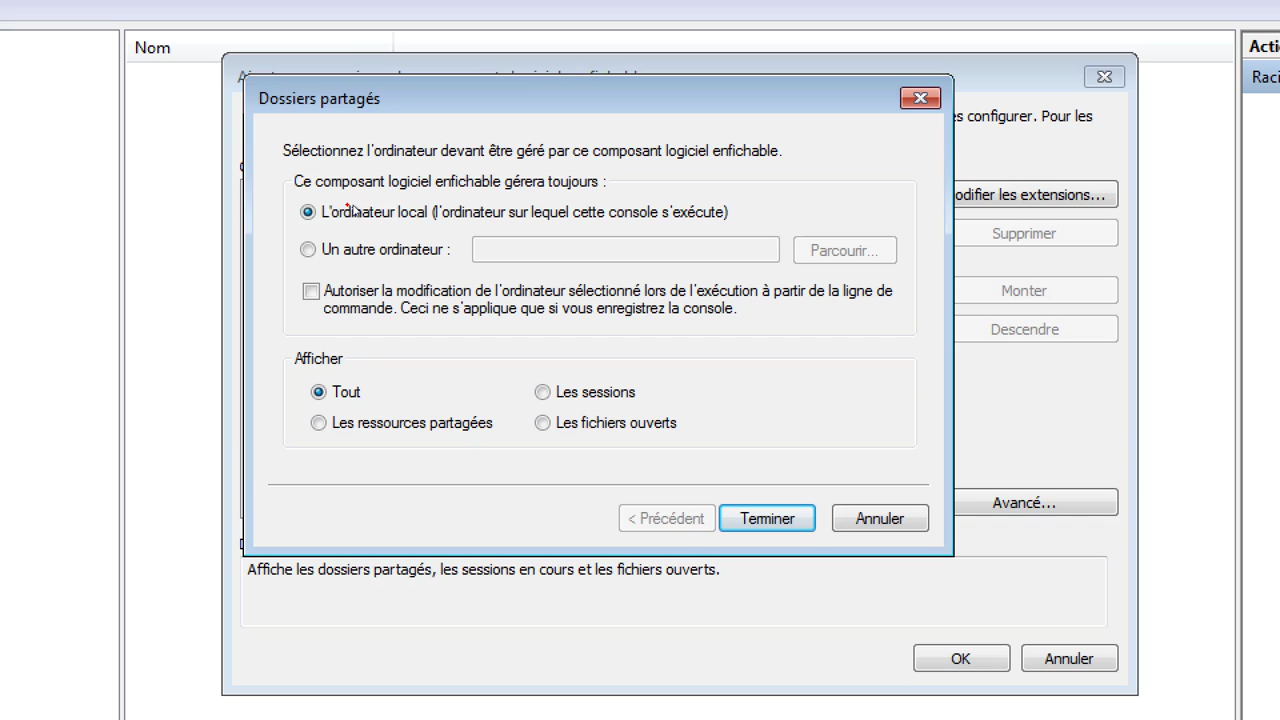 Nom
Acti
Raci
Dossiers partagés
es configurer. Pour les
Sélectionnez l'ordinateur devant être géré par ce composant logiciel enfichable.
Ce composant logiciel enfichable gérera toujours :
L'ordinateur local (l'ordinateur sur lequel cette console s'exécute)
odifier les extensions...
Un autre ordinateur :
Parcourir...
Supprimer
Autoriser la modification de l'ordinateur sélectionné lors de l'exécution à partir de la ligne de
commande. Ceci ne s'applique que si vous enregistrez la console.
Monter
Descendre
Afficher
Tout
Les sessions
Les ressources partagées
Les fichiers ouverts
Avancé...
< Précédent
Terminer
Annuler
Affiche les dossiers partagés, les sessions en cours et les fichiers ouverts.
OK
Annuler